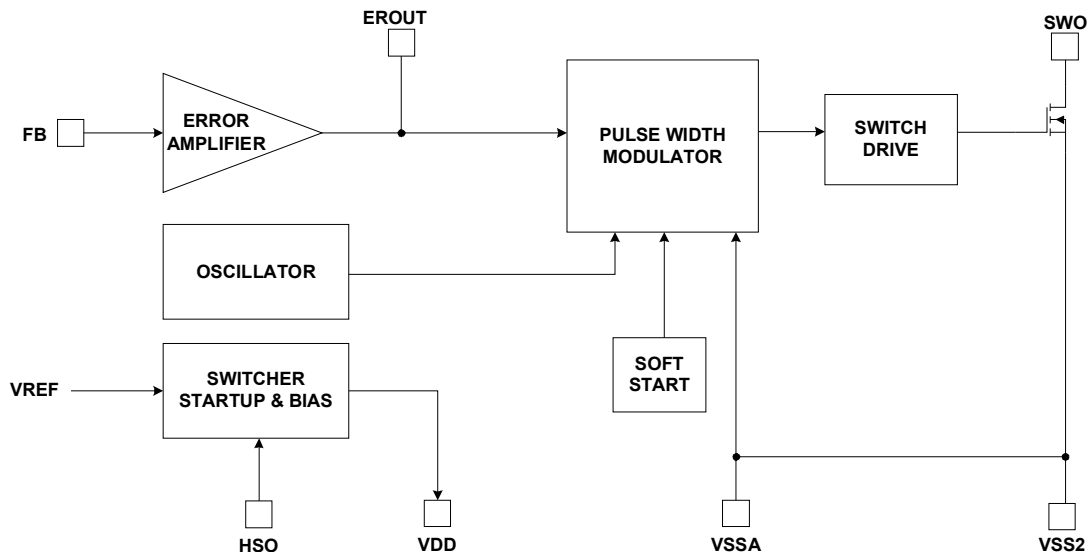 EROUT
SWO
FB
ERROR
AMPLIFIER
PULSE WIDTH
MODULATOR
SWITCH
DRIVE
OSCILLATOR
SOFT
START
VREF
SWITCHER
STARTUP & BIAS
HSO
VDD
VSSA
VSS2